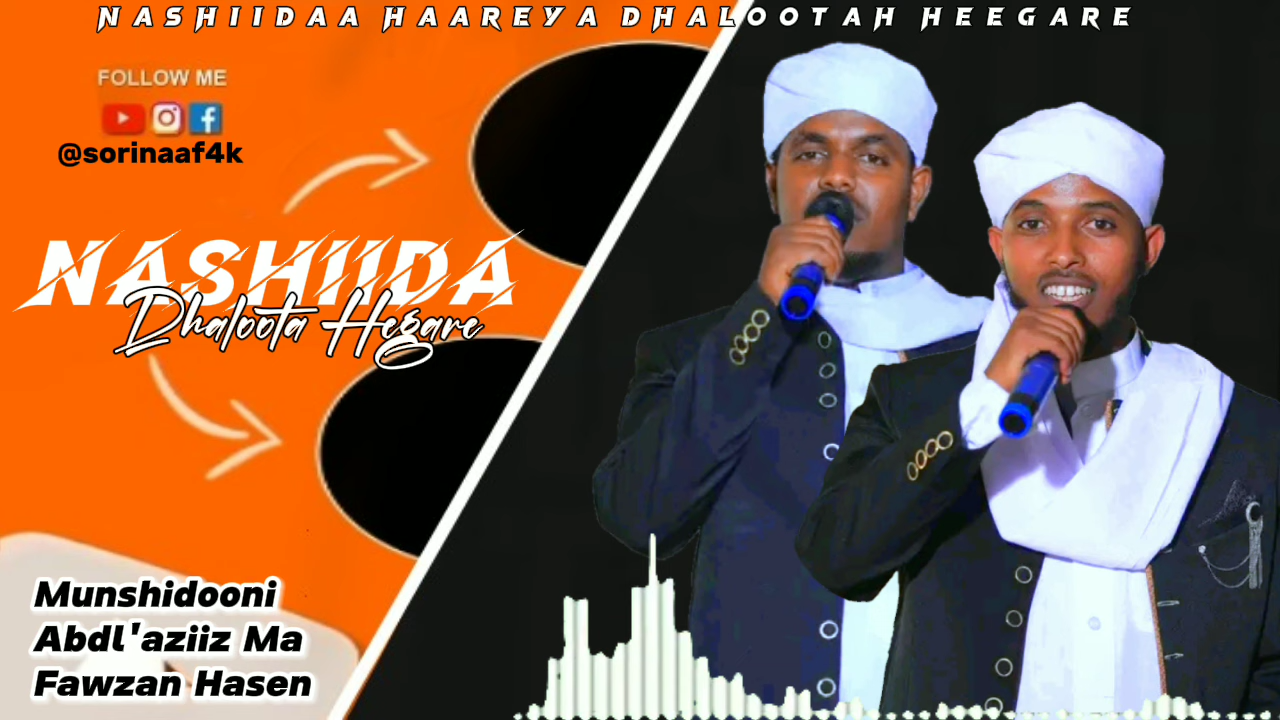 NASHIIDAA HAAREYA DHALOOTAH HEEGARE
FOLLOW ME
@sorinaaf4k
NASHIIDA
Dhaloota Hegare
Munshidooni
Abdl'aziiz Ma
Fawzan Hasen